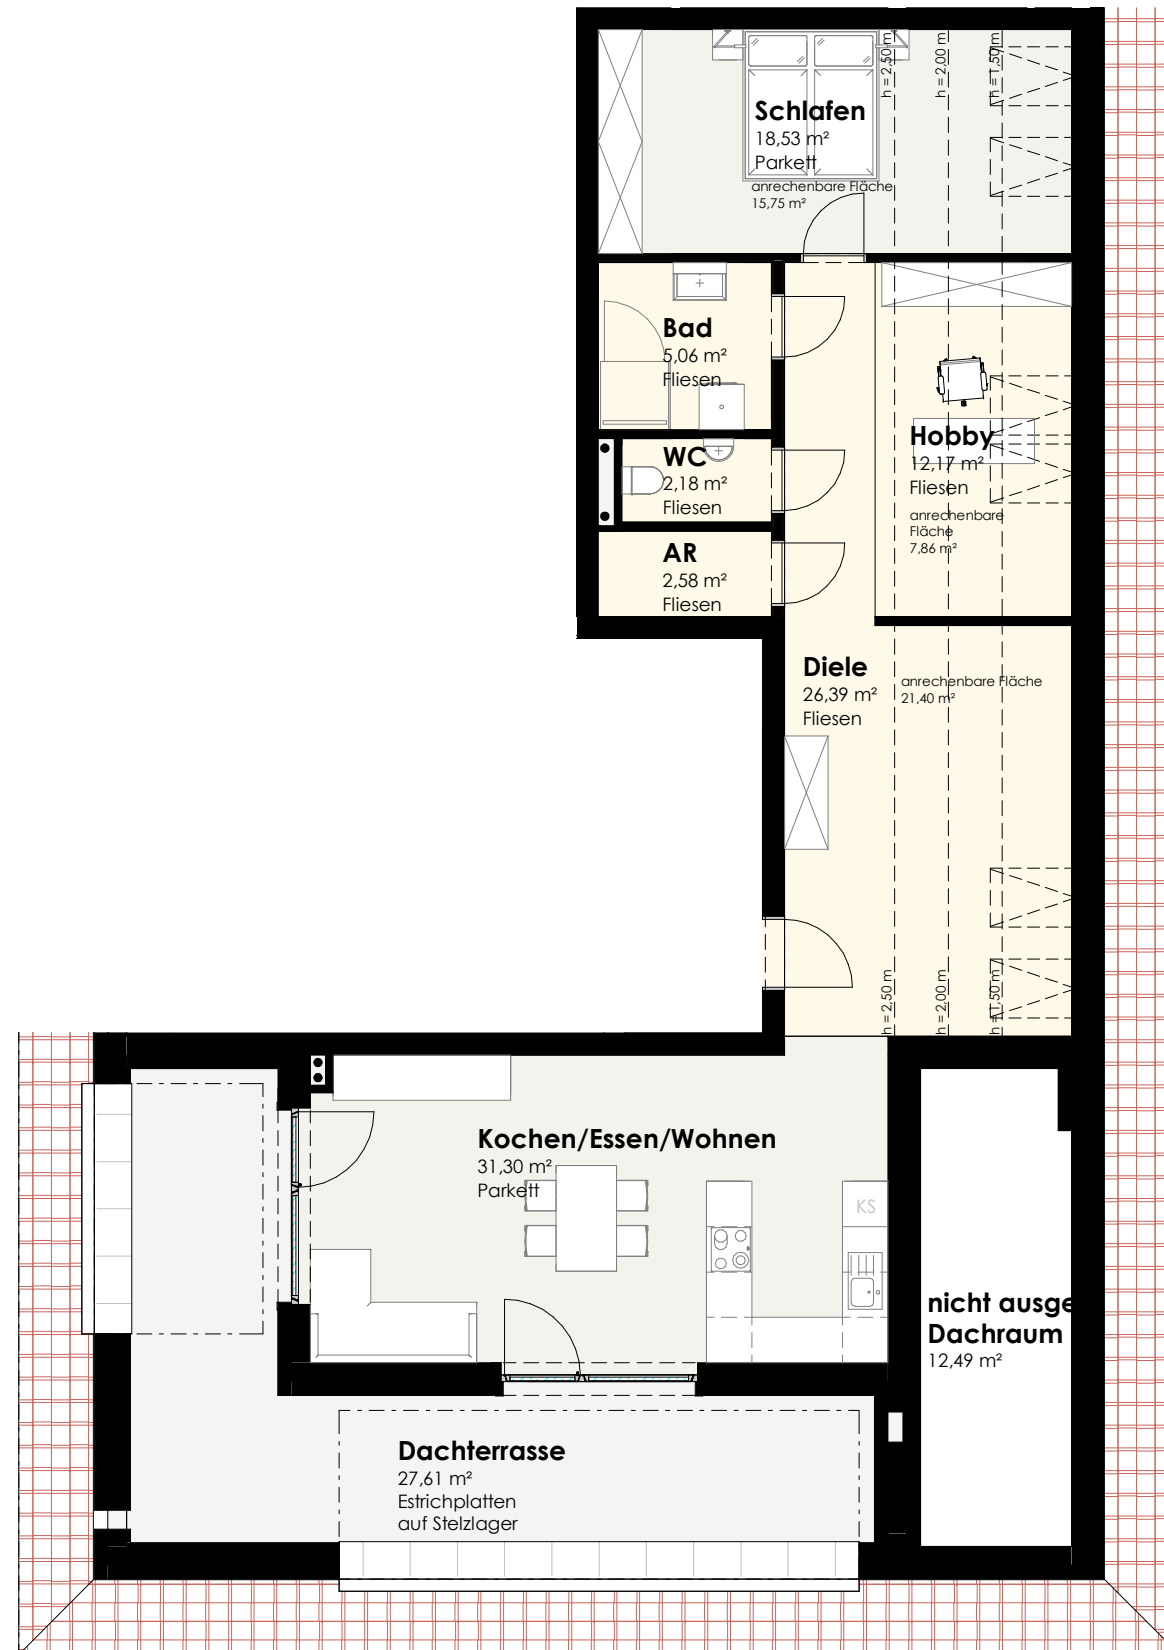 h = 2,50 m
h = 2,00 m
h = 1,50 m
Schlafen
18,53 m²
Parkett
anrechenbare Fläche
15,75 m²
Bad
5,06 m²
Fliesen
Hobby
12,17 m²
Fliesen
anrechenbare
Fläche
7,86 m²
WC
2,18 m²
Fliesen
AR
2,58 m²
Fliesen
Diele
26,39 m²
Fliesen
anrechenbare Fläche
21,40 m²
h = 2,50 m
h = 2,00 m
h = 1,50 m
Kochen/Essen/Wohnen
31,30 m²
Parkett
KS
nicht ausge
Dachraum
12,49 m²
Dachterrasse
27,61 m²
Estrichplatten
auf Stelzlager